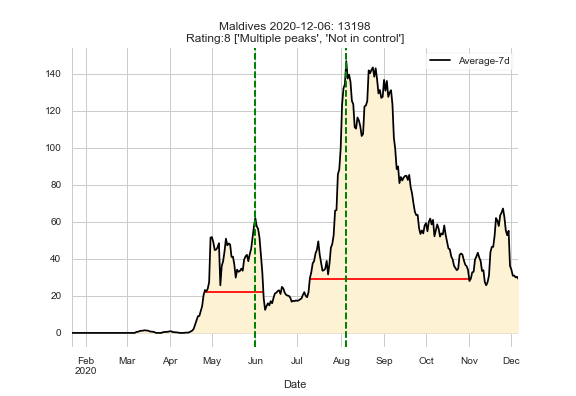 Maldives 2020-12-06: 13198
Rating:8 ['Multiple peaks', 'Not in control']
Average-7d
140
120
100
80
60
40
20
0
Feb Mar Apr May Jun Jul Aug Sep Oct Nov Dec
2020
Date